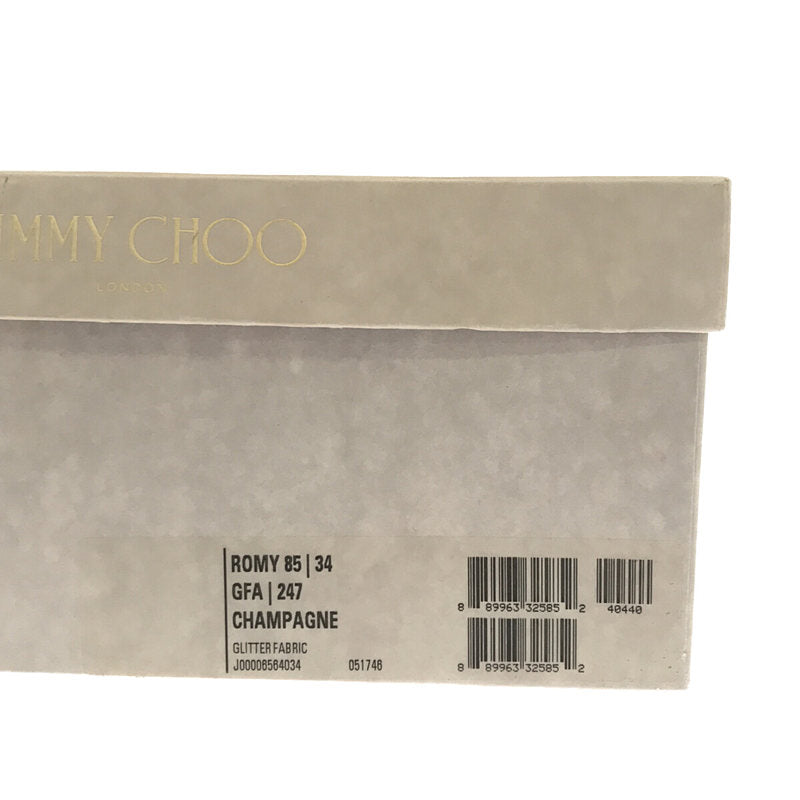 IMMY CHOO
LONDON
ROMY 85 | 34
GFA | 247
CHAMPAGNE
GLITTER FABRIC
J00006564034 051746
8 89963 32585 2 40440
8 89963 32585 2